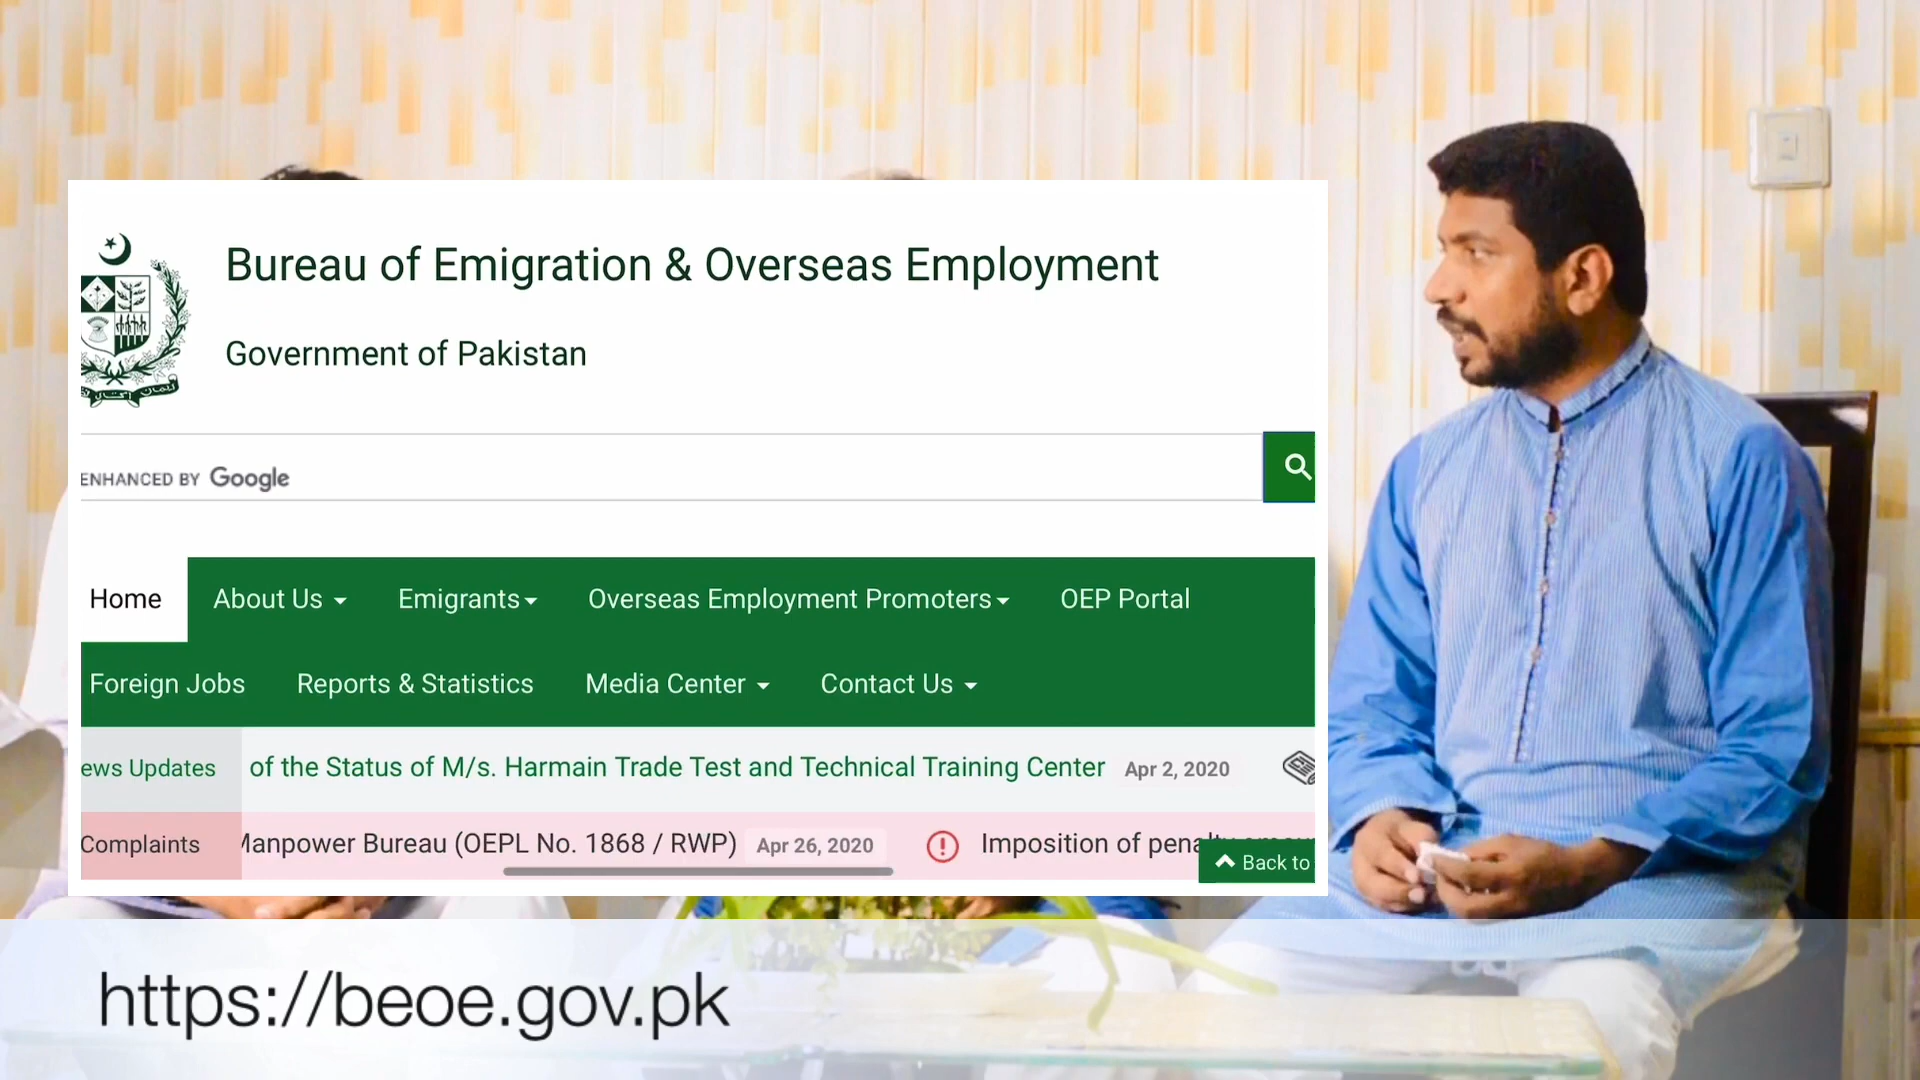 Bureau of Emigration & Overseas Employment
Government of Pakistan
ENHANCED BY Google
Home About Us Emigrants Overseas Employment Promoters OEP Portal
Foreign Jobs Reports & Statistics Media Center Contact Us
ews Updates of the Status of M/s. Harmain Trade Test and Technical Training Center Apr 2, 2020
Complaints Manpower Bureau (OEPL No. 1868 / RWP) Apr 26, 2020 Imposition of
Back to
https://beoe.gov.pk